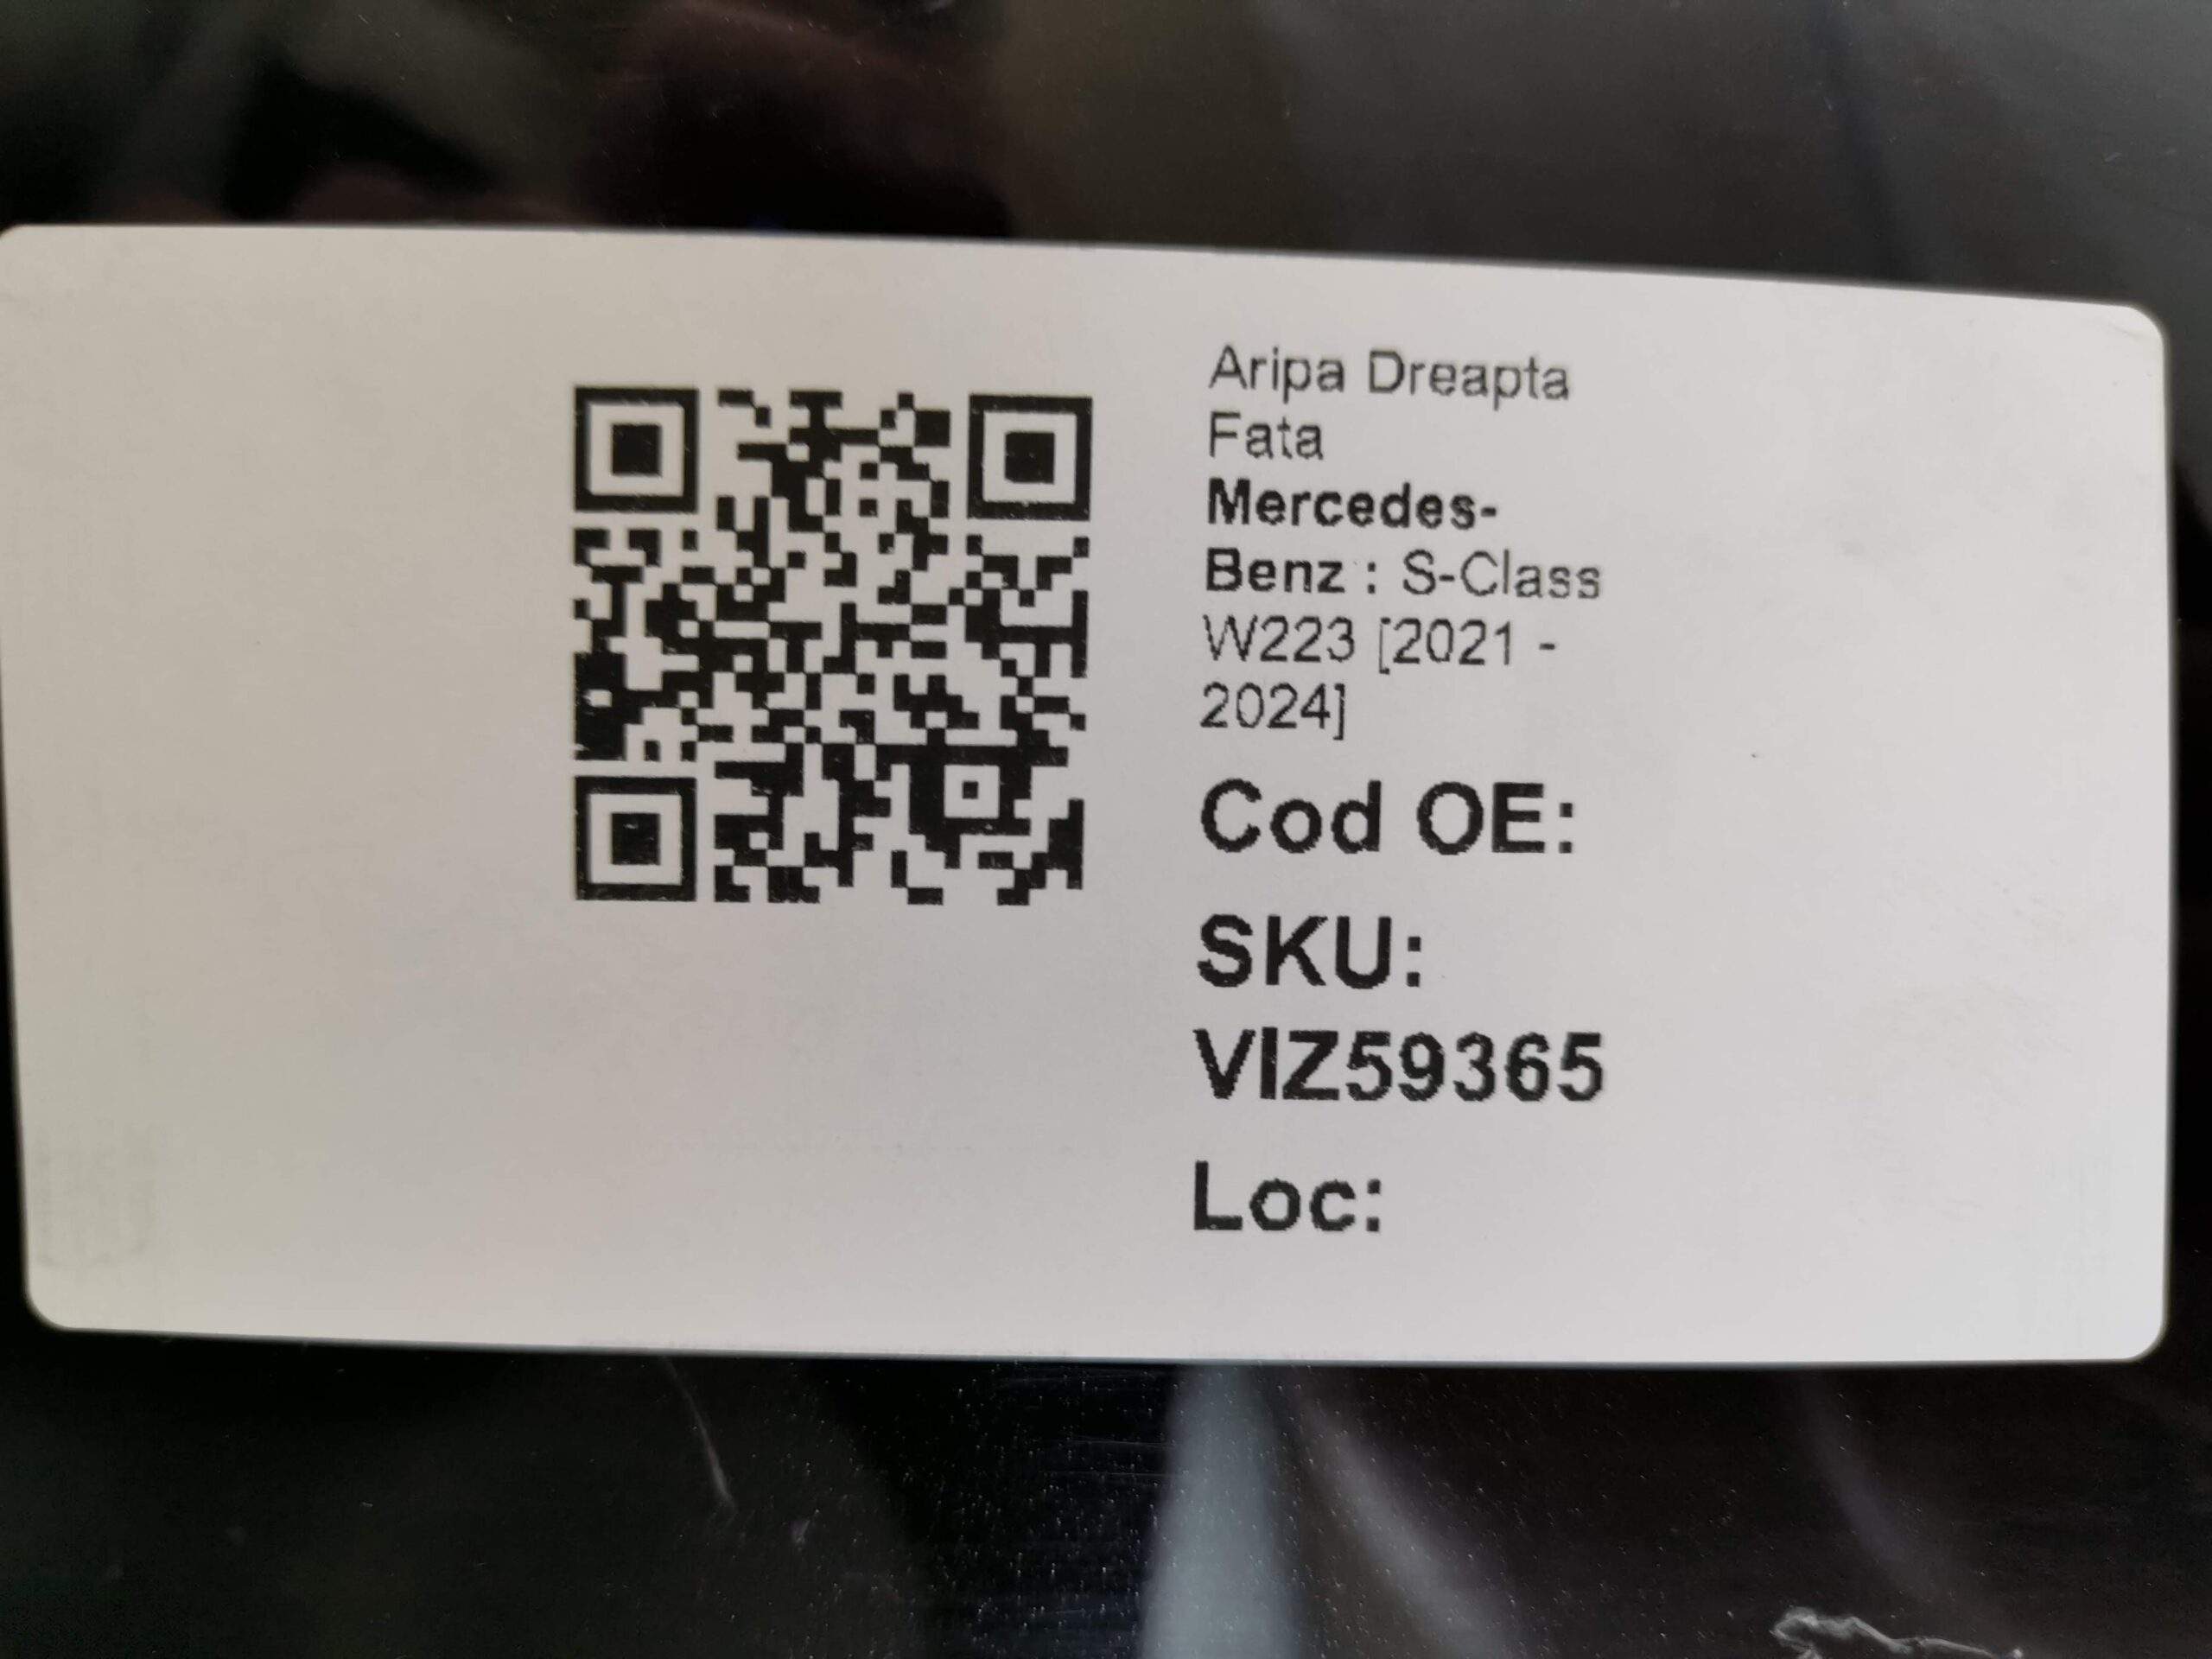 Aripa Dreapta
Fata
Mercedes-
Benz : S-Class
W223 [2021 -
2024]
Cod OE:
SKU:
VIZ59365
Loc: